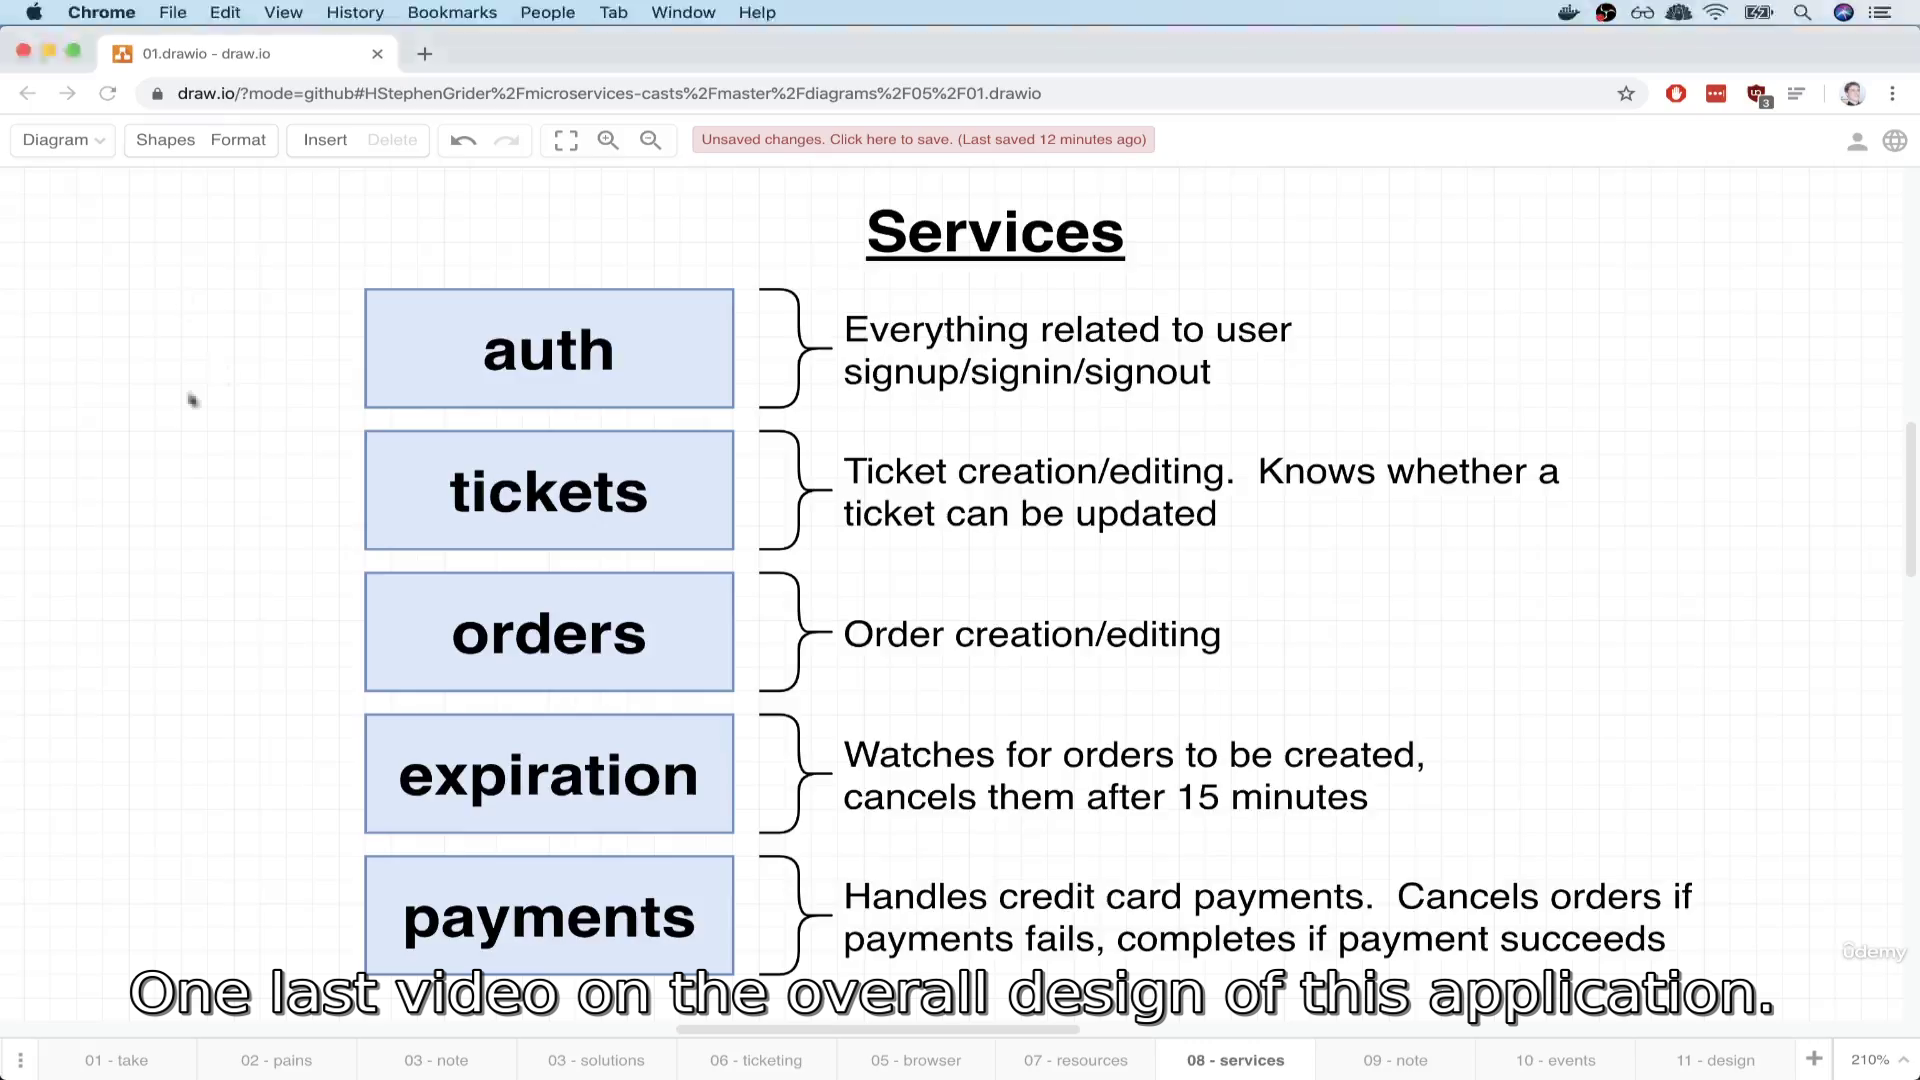 Chrome File Edit View History Bookmarks People Tab Window Help
01.drawio - draw.io
draw.io/?mode=github#HStephenGrider%2Fmicroservices-casts%2Fmaster%2Fdiagrams%2F05%2F01.drawio
3
Diagram Shapes Format Insert Delete Unsaved changes. Click here to save. (Last saved 12 minutes ago)
Services
auth
Everything related to user
signup/signin/signout
tickets
Ticket creation/editing. Knows whether a
ticket can be updated
orders
Order creation/editing
expiration
Watches for orders to be created,
cancels them after 15 minutes
payments
Handles credit card payments. Cancels orders if
payments fails, completes if payment succeeds
ûdemy
One last video on the overall design of this application.
01 - take 02 - pains 03 - note 03 - solutions 06 - ticketing 05 - browser 07 - resources 08 - services 09 - note 10 - events 11 - design 210%